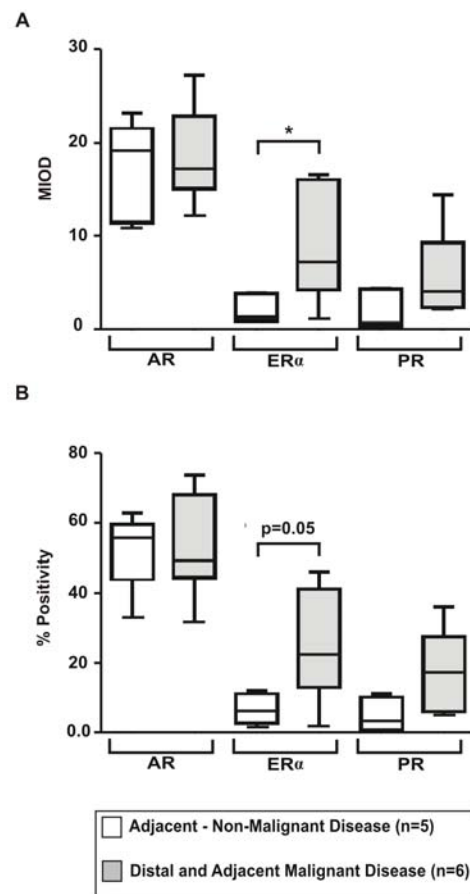 A
30
20
10
0
MIOD
*
AR
ERα
PR
B
80
60
40
20
0.0
% Positivity
p=0.05
AR
ERα
PR
Adjacent - Non-Malignant Disease (n=5)
Distal and Adjacent Malignant Disease (n=6)